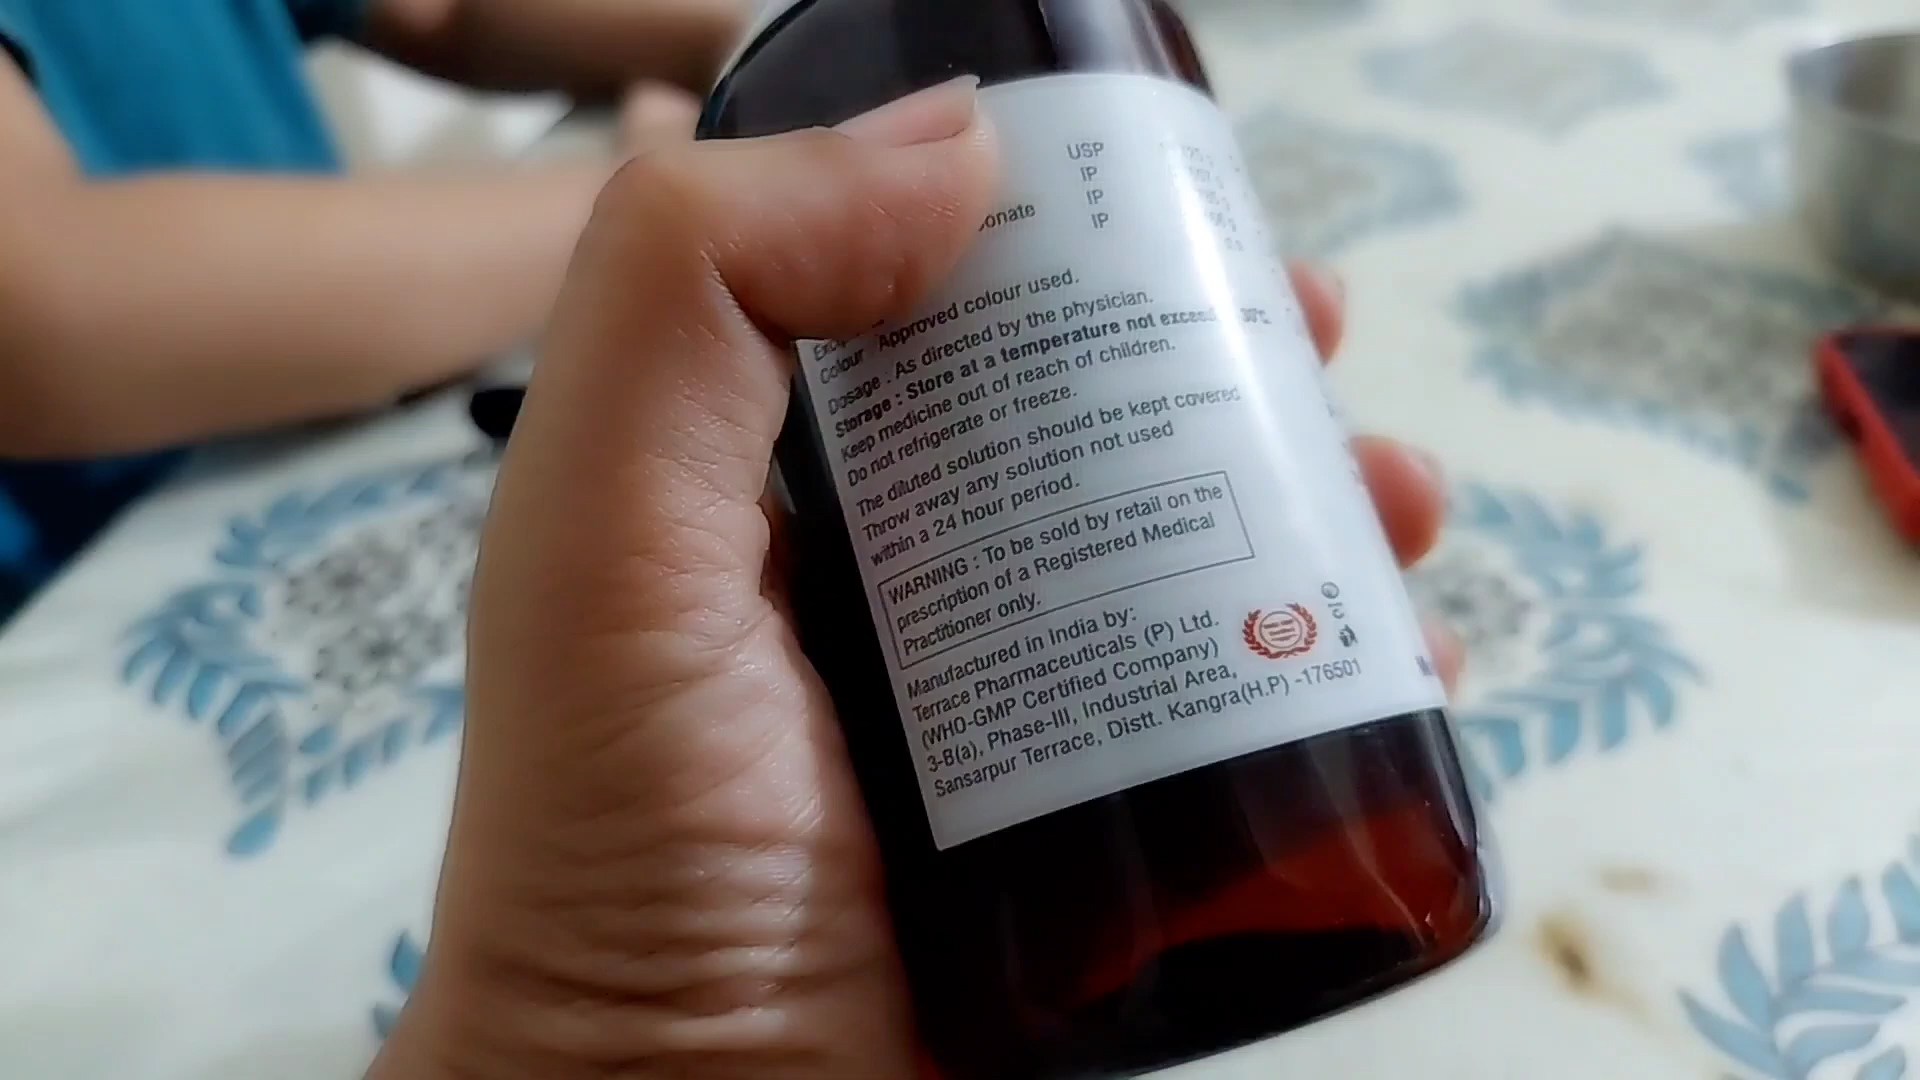 USP
IP
IP
IP
Colour : Approved colour used.
Dosage : As directed by the physician.
Storage : Store at a temperature not exceed 30°C.
Keep medicine out of reach of children.
Do not refrigerate or freeze.
The diluted solution should be kept covered
Throw away any solution not used
within a 24 hour period.
WARNING : To be sold by retail on the
prescription of a Registered Medical
Practitioner only.
Manufactured in India by:
Terrace Pharmaceuticals (P) Ltd.
(WHO-GMP Certified Company)
3-B(a), Phase-III, Industrial Area,
Sansarpur Terrace, Distt. Kangra(H.P) -176501